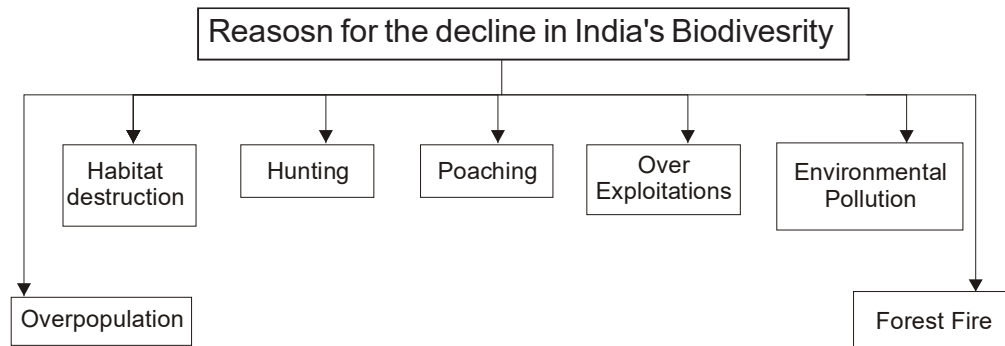 Reasosn for the decline in India's Biodivesrity
Habitat
destruction
Hunting
Poaching
Over
Exploitations
Environmental
Pollution
Overpopulation
Forest Fire